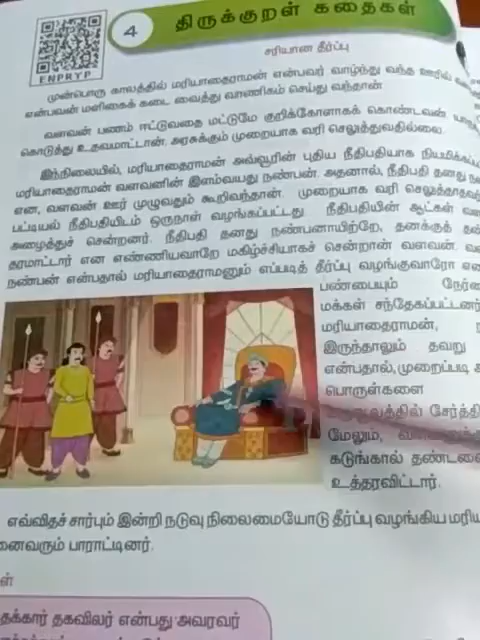 ENPRYP
4
திருக்குறள் கதைகள்
சரியான தீர்ப்பு
முன்பொரு காலத்தில் மரியாதைராமன் என்பவர் வாழ்ந்து வந்த ஊரில்
என்பவன் மளிகைக் கடை வைத்து வாணிகம் செய்து வந்தான்.
வளவன் பணம் ஈட்டுவதை மட்டுமே குறிக்கோளாகக் கொண்டவன்
கொடுத்து உதவமாட்டான். அரசுக்கும் முறையாக வரி செலுத்துவதில்லை.
இந்நிலையில், மரியாதைராமன் அவ்வூரின் புதிய நீதிபதியாக
மரியாதைராமன் வளவனின் இளம்வயது நண்பன். அதனால், நீதிபதி தனது
என, வளவன் ஊர் முழுவதும் கூறிவந்தான். முறையாக வரி
பட்டியல் நீதிபதியிடம் ஒருநாள் வழங்கப்பட்டது. நீதிபதியின் ஆட்கள்
அழைத்துச் சென்றனர். நீதிபதி தனது நண்பனாயிற்றே, தனக்குத்
தரமாட்டார் என எண்ணியவாறே மகிழ்ச்சியாகச் சென்றான் வளவன்.
நண்பன் என்பதால் மரியாதைராமனும் எப்படித் தீர்ப்பு வழங்குவாரோ
பண்பையும்
மக்கள் சந்தேகப்பட்டனர்
மரியாதைராமன்,
இருந்தாலும் தவறு
என்பதால், முறைப்படி
பொருள்களை
சேர்த்
மேலும்,
கடுங்கால்
உத்தரவிட்டார்.
எவ்விதச் சார்பும் இன்றி நடுவு நிலைமையோடு தீர்ப்பு வழங்கிய மரி
னைவரும் பாராட்டினர்.
ள்
தக்கார் தகவிலர் என்பது அவரவர்